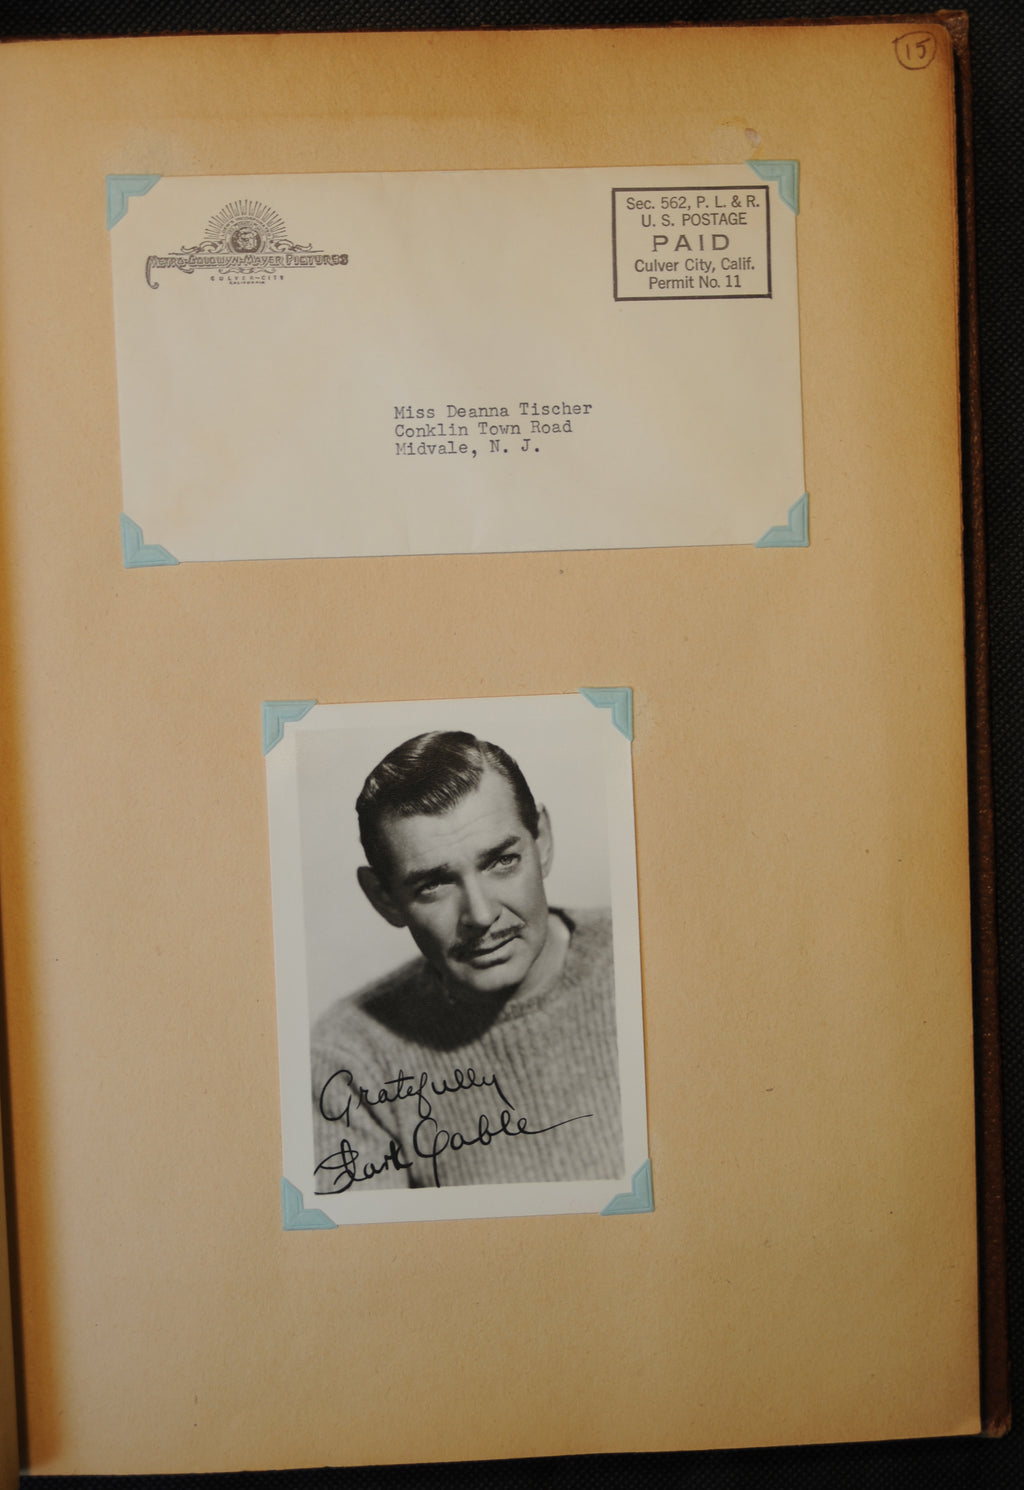 15
METRO-GOLDWYN-MAYER PICTURES
CULVER-CITY
CALIFORNIA
Sec. 562, P. L. & R.
U. S. POSTAGE
PAID
Culver City, Calif.
Permit No. 11
Miss Deanna Tischer
Conklin Town Road
Midvale, N. J.
Gratefully
Clark Gable